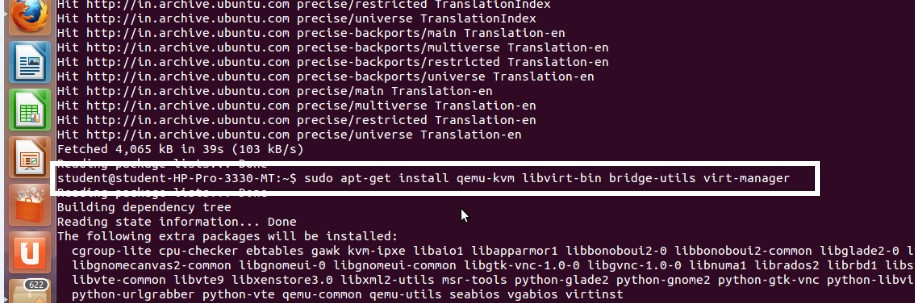 Hit http://in.archive.ubuntu.com precise/restricted TranslationIndex
Hit http://in.archive.ubuntu.com precise/universe TranslationIndex
Hit http://in.archive.ubuntu.com precise-backports/main Translation-en
Hit http://in.archive.ubuntu.com precise-backports/multiverse Translation-en
Hit http://in.archive.ubuntu.com precise-backports/restricted Translation-en
Hit http://in.archive.ubuntu.com precise-backports/universe Translation-en
Hit http://in.archive.ubuntu.com precise/main Translation-en
Hit http://in.archive.ubuntu.com precise/multiverse Translation-en
Hit http://in.archive.ubuntu.com precise/restricted Translation-en
Hit http://in.archive.ubuntu.com precise/universe Translation-en
Fetched 4,065 kB in 39s (103 kB/s)
Reading package lists... Done
student@student-HP-Pro-3330-MT:~$ sudo apt-get install qemu-kvm libvirt-bin bridge-utils virt-manager
Reading package lists... Done
Building dependency tree
Reading state information... Done
The following extra packages will be installed:
cgroup-lite cpu-checker ebtables gawk kvm-ipxe libaio1 libapparmor1 libbonoboui2-0 libbonoboui2-common libglade2-0 l
libgnomecanvas2-common libgnomeui-0 libgnomeui-common libgtk-vnc-1.0-0 libgvnc-1.0-0 libnuma1 librados2 librbd1 libs
libvte-common libvte9 libxenstore3.0 libxml2-utils msr-tools python-glade2 python-gnome2 python-gtk-vnc python-libvi
python-urlgrabber python-vte qemu-common qemu-utils seabios vgabios virtinst
622